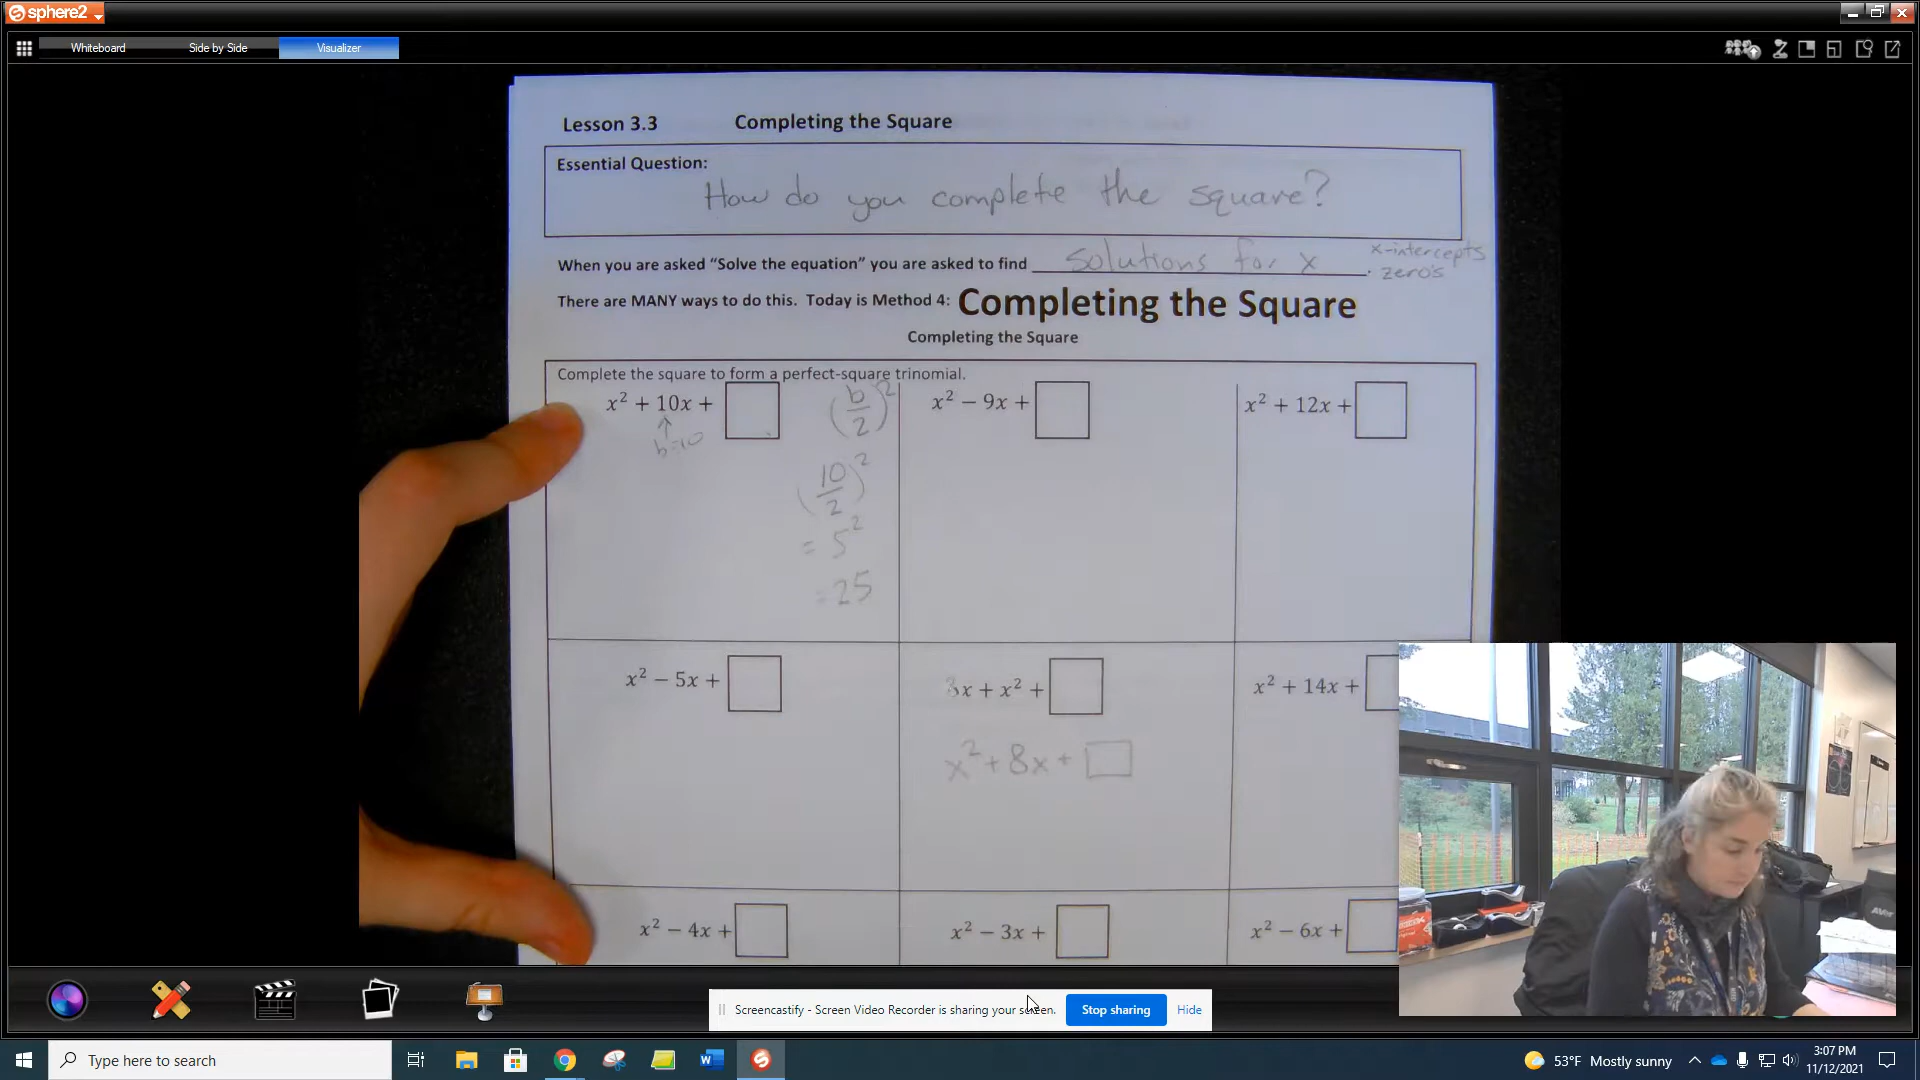 sphere2
Whiteboard Side by Side Visualizer
Lesson 3.3 Completing the Square
Essential Question:
How do you complete the square?
When you are asked “Solve the equation” you are asked to find solutions for x . x-intercepts
zero's
There are MANY ways to do this. Today is Method 4: Completing the Square
Completing the Square
Complete the square to form a perfect-square trinomial.
x² + 10x + □ (b/2)² x² − 9x + □ x² + 12x + □
↑
b=10
(10/2)²
= 5²
= 25
x² − 5x + □ 8x + x² + □ x² + 14x +
x² + 8x + □
x² − 4x + □ x² − 3x + □ x² − 6x +
Screencastify - Screen Video Recorder is sharing your screen. Stop sharing Hide
Type here to search 53°F Mostly sunny 3:07 PM
11/12/2021